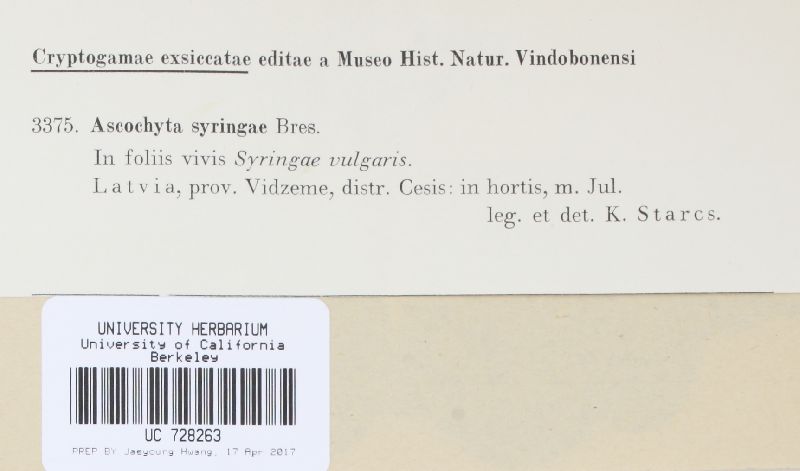 Cryptogamae exsiccatae editae a Museo Hist. Natur. Vindobonensi
3375. Ascochyta syringae Bres.
In foliis vivis Syringae vulgaris.
Latvia, prov. Vidzeme, distr. Cesis: in hortis, m. Jul.
leg. et det. K. Starcs.
UNIVERSITY HERBARIUM
University of California
Berkeley
UC 728263
PREP BY Jaeycurg Hwang, 17 Apr 2017